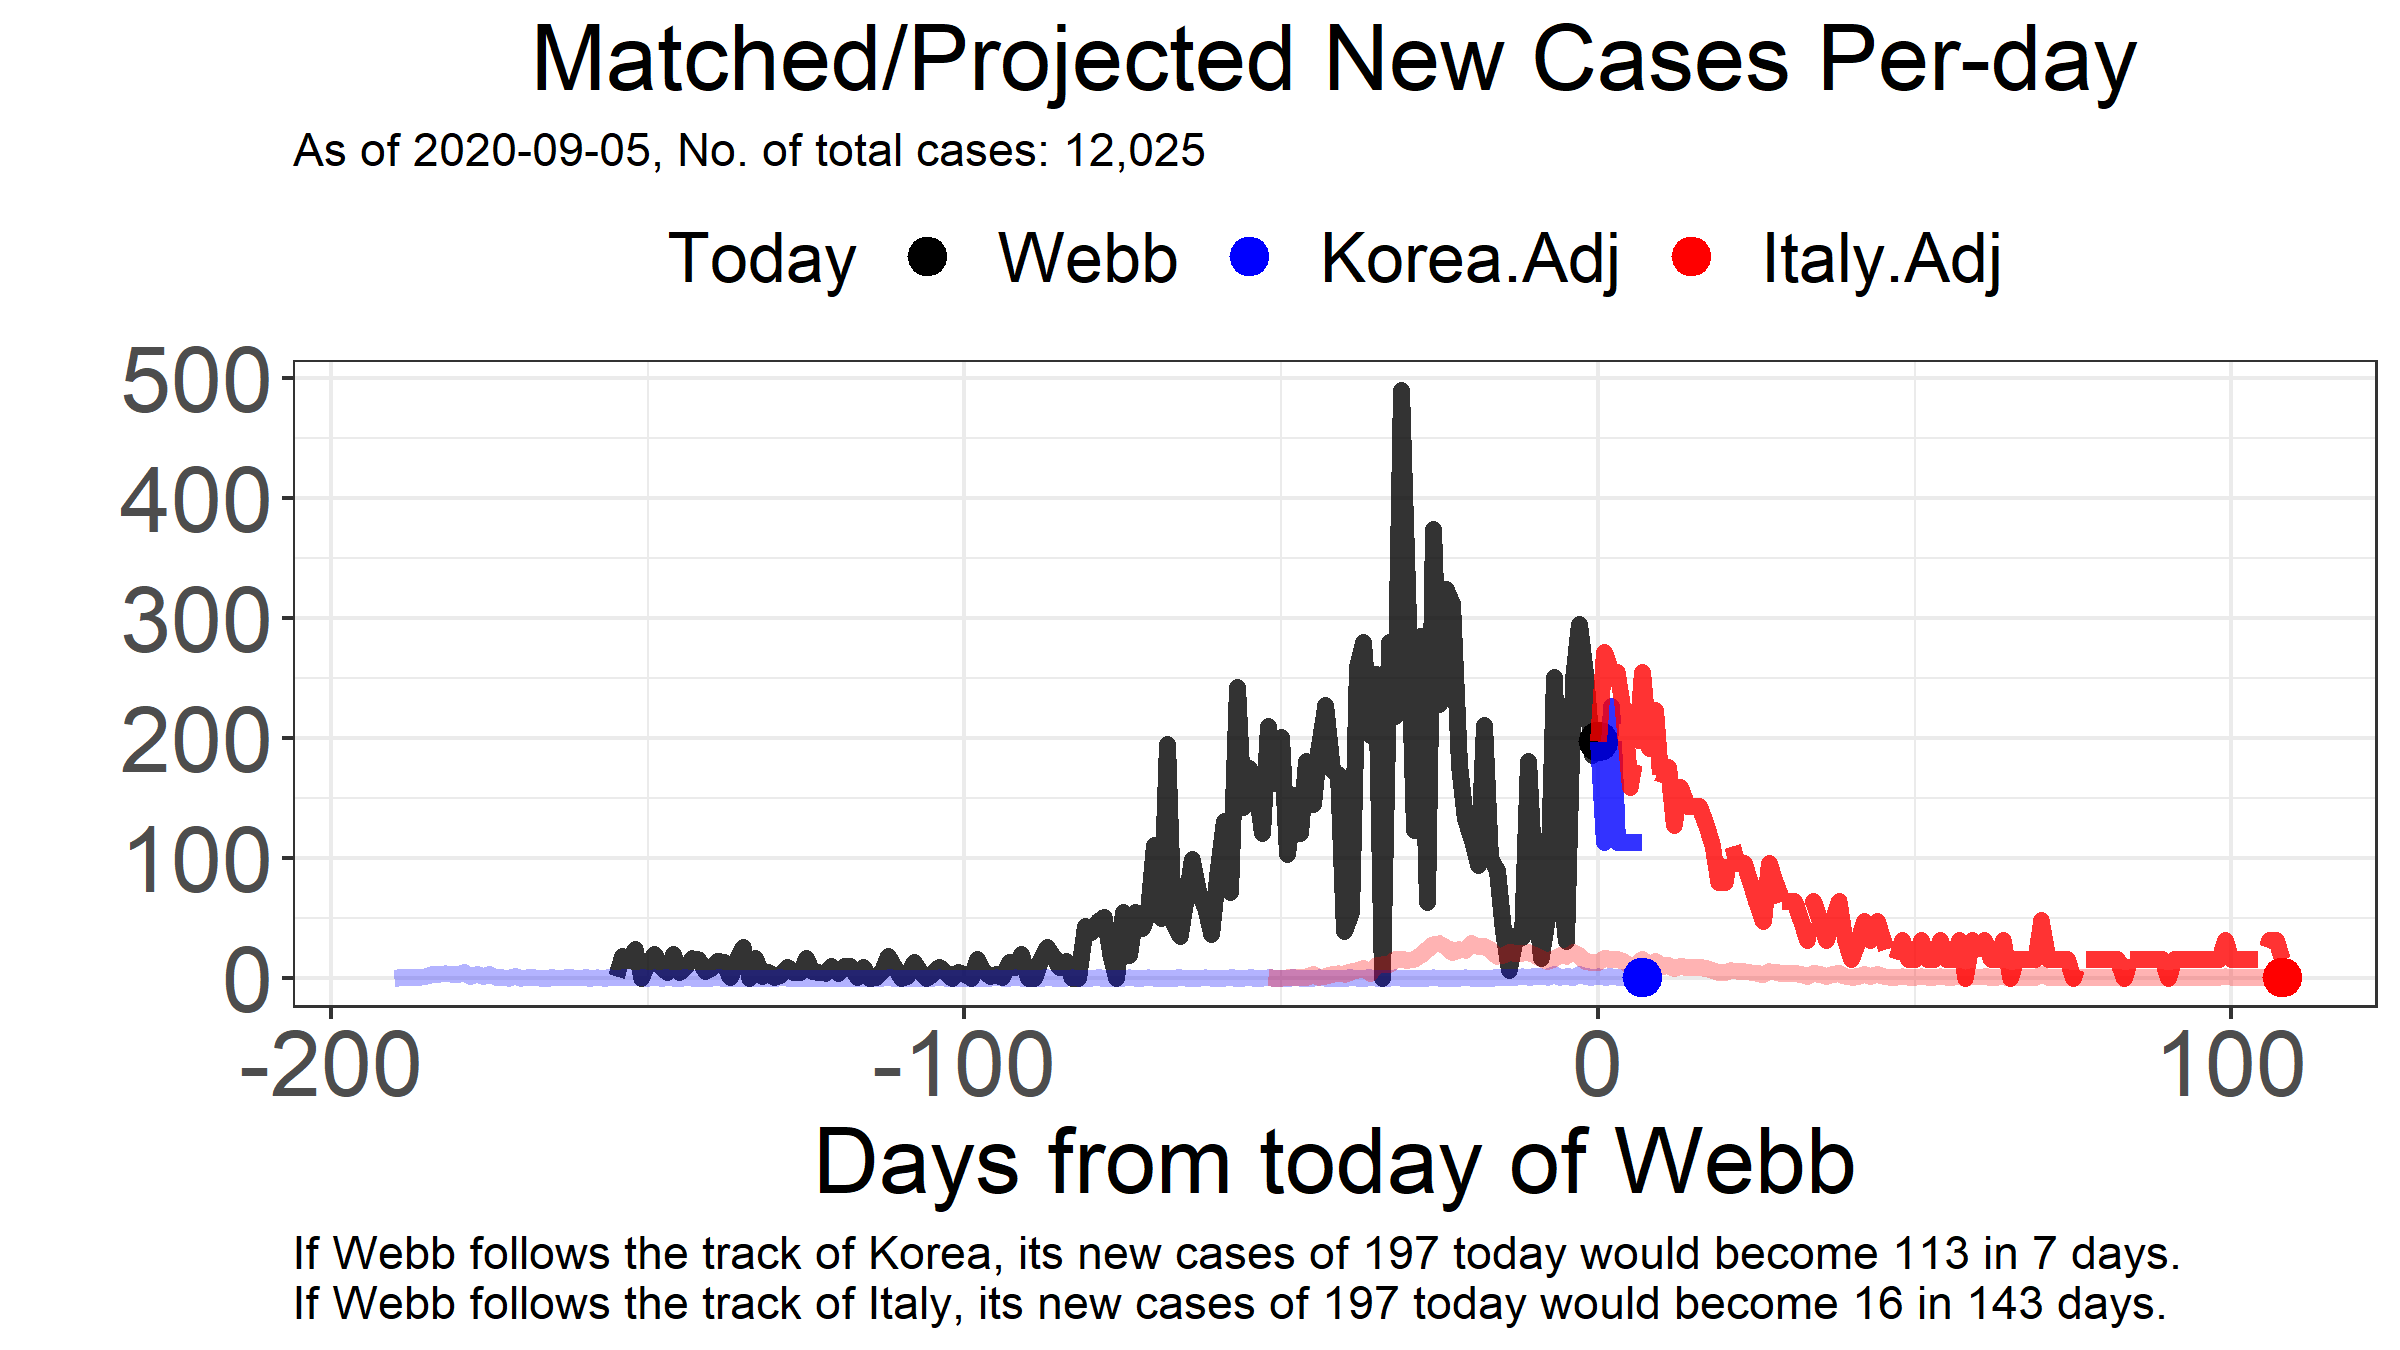 Matched/Projected New Cases Per-day
As of 2020-09-05, No. of total cases: 12,025
Today Webb Korea.Adj Italy.Adj
500
400
300
200
100
0
-200 -100 0 100
Days from today of Webb
If Webb follows the track of Korea, its new cases of 197 today would become 113 in 7 days.
If Webb follows the track of Italy, its new cases of 197 today would become 16 in 143 days.